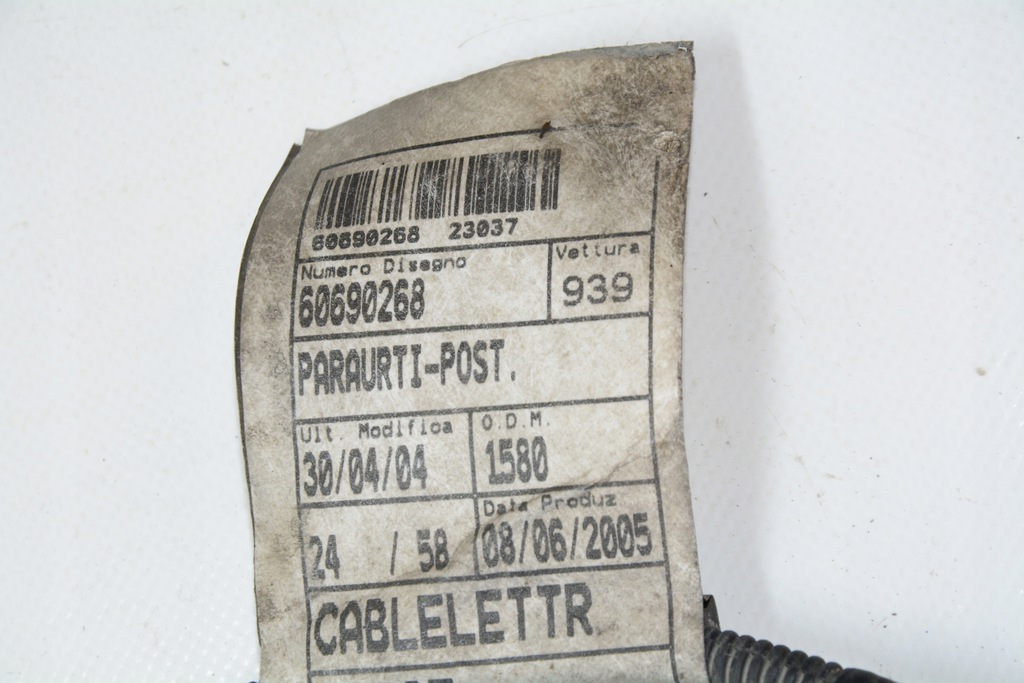 60690268 23037
Numero Disegno
60690268
Vettura
939
PARAURTI-POST.
Ult. Modifica
30/04/04
O.D.M.
1580
24 / 58
Data Produz
08/06/2005
CABLELETTR